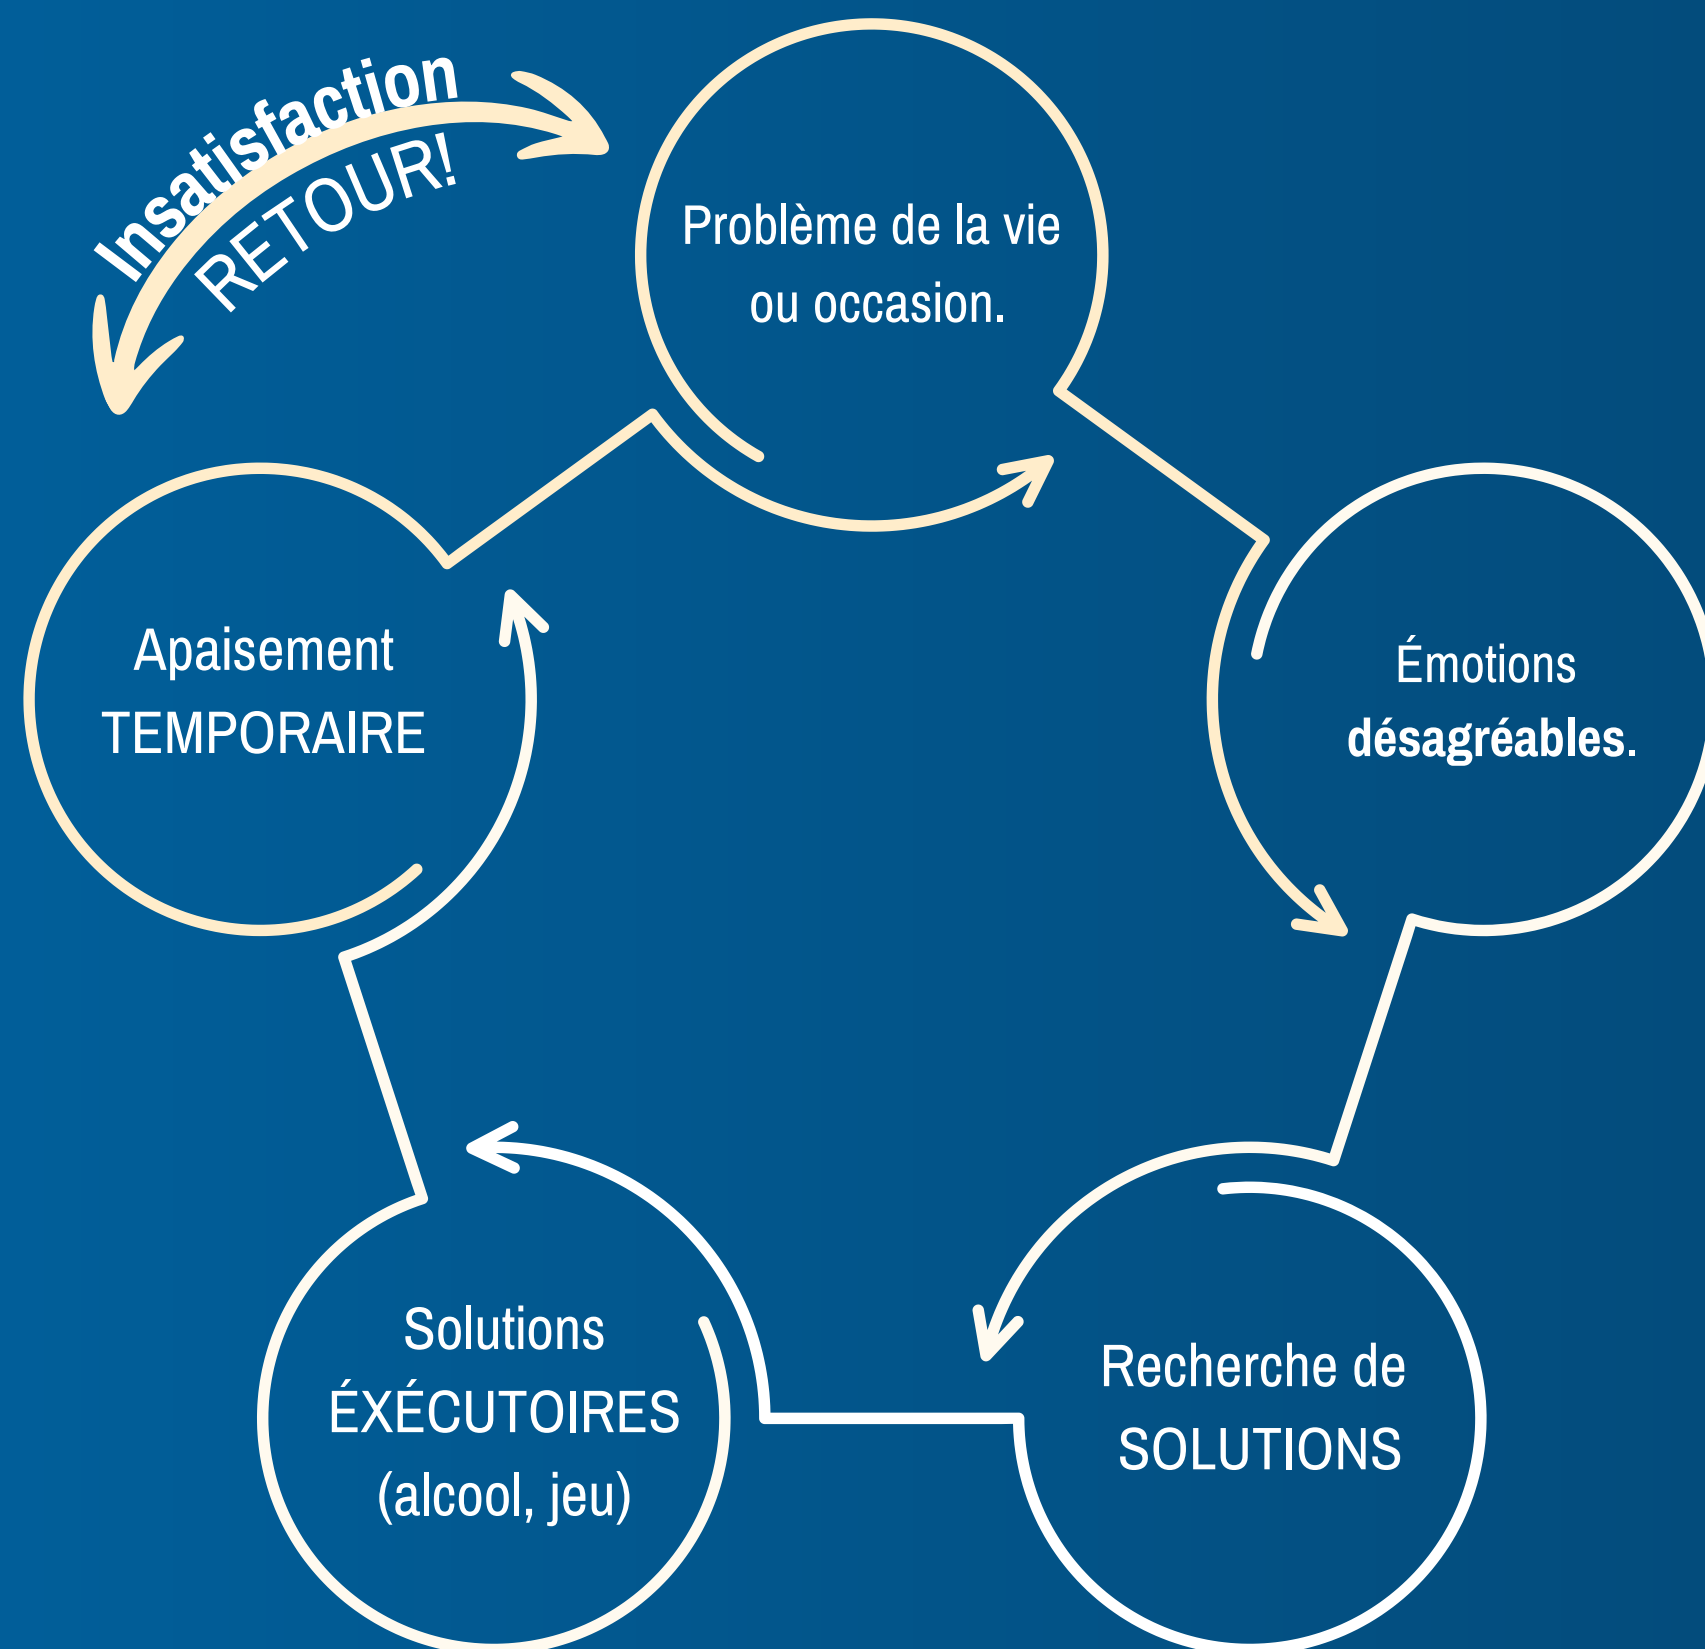 Insatisfaction
RETOUR!
Problème de la vie
ou occasion.
Émotions
désagréables.
Recherche de
SOLUTIONS
Solutions
ÉXÉCUTOIRES
(alcool, jeu)
Apaisement
TEMPORAIRE